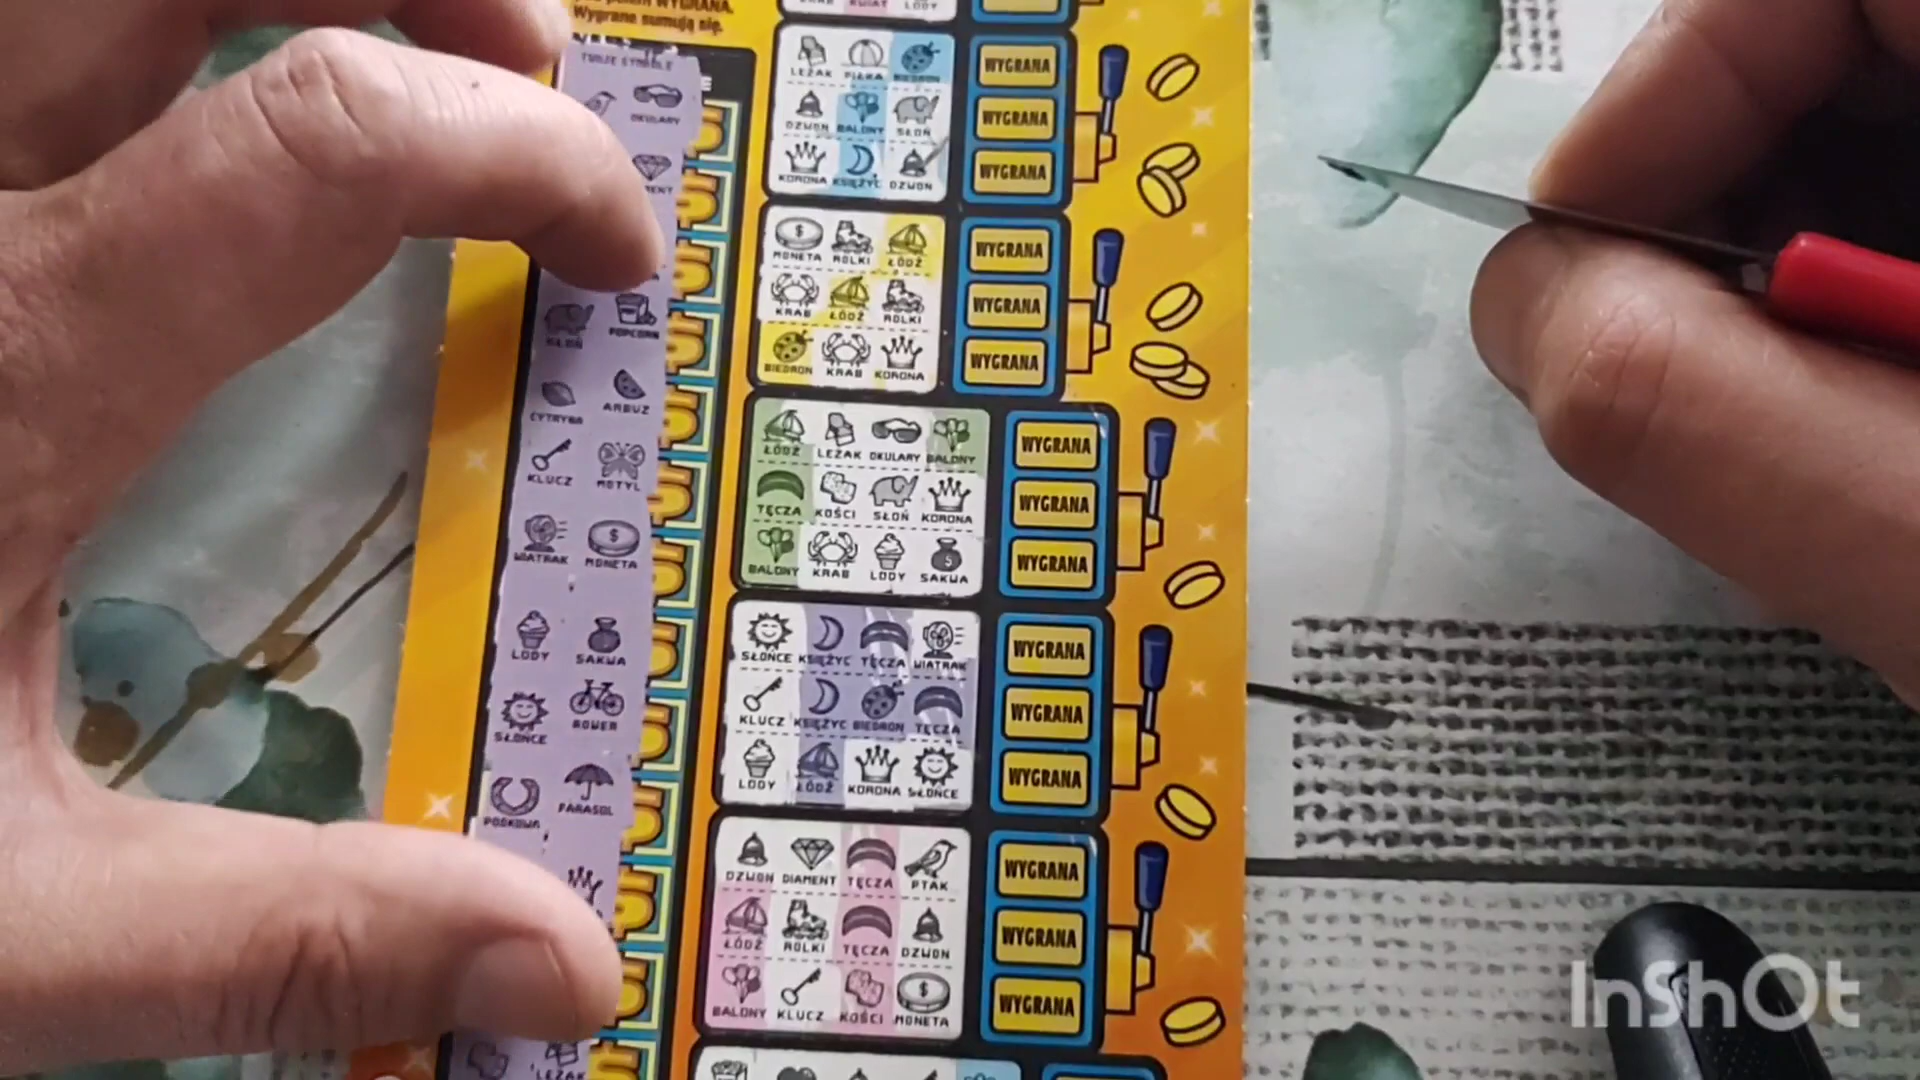 WYGRANA.
Wygrane sumują się.
TWOJE SYMBOLE
OKULARY
SŁOŃ POPCORN
CYTRYNA ARBUZ
KLUCZ MOTYL
WIATRAK MONETA
LODY SAKWA
SŁOŃCE ROWER
PODKOWA PARASOL
LEŻAK
KWIAT LODY
LEŻAK PIŁKA BIEDRON
DZWON BALONY SŁOŃ
KORONA KSIĘŻYC DZWON
WYGRANA
WYGRANA
WYGRANA
MONETA ROLKI ŁÓDŹ
KRAB ŁÓDŹ ROLKI
BIEDRON KRAB KORONA
WYGRANA
WYGRANA
WYGRANA
ŁÓDŹ LEŻAK OKULARY BALONY
TĘCZA KOŚCI SŁOŃ KORONA
BALONY KRAB LODY SAKWA
WYGRANA
WYGRANA
WYGRANA
SŁOŃCE KSIĘŻYC TĘCZA WIATRAK
KLUCZ KSIĘŻYC BIEDRON TĘCZA
LODY ŁÓDŹ KORONA SŁOŃCE
WYGRANA
WYGRANA
WYGRANA
DZWON DIAMENT TĘCZA PTAK
ŁÓDŹ ROLKI TĘCZA DZWON
BALONY KLUCZ KOŚCI MONETA
WYGRANA
WYGRANA
WYGRANA
InShOt